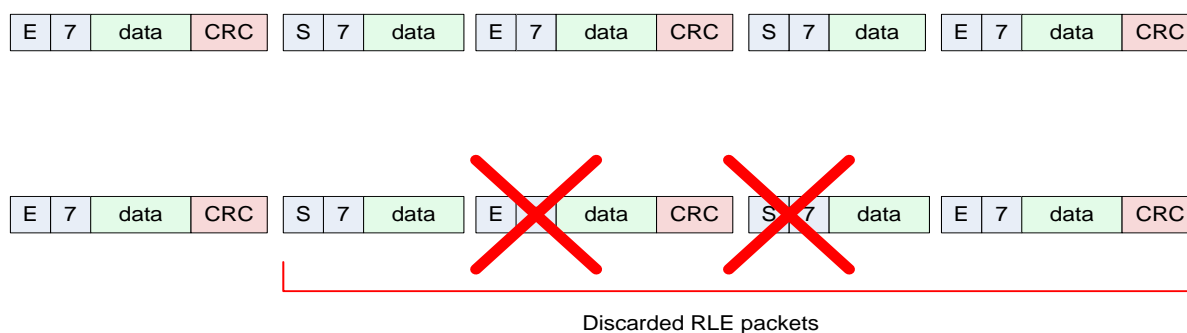 E 7 data CRC S 7 data E 7 data CRC S 7 data E 7 data CRC
E 7 data CRC S 7 data E data CRC S 7 data E 7 data CRC
Discarded RLE packets